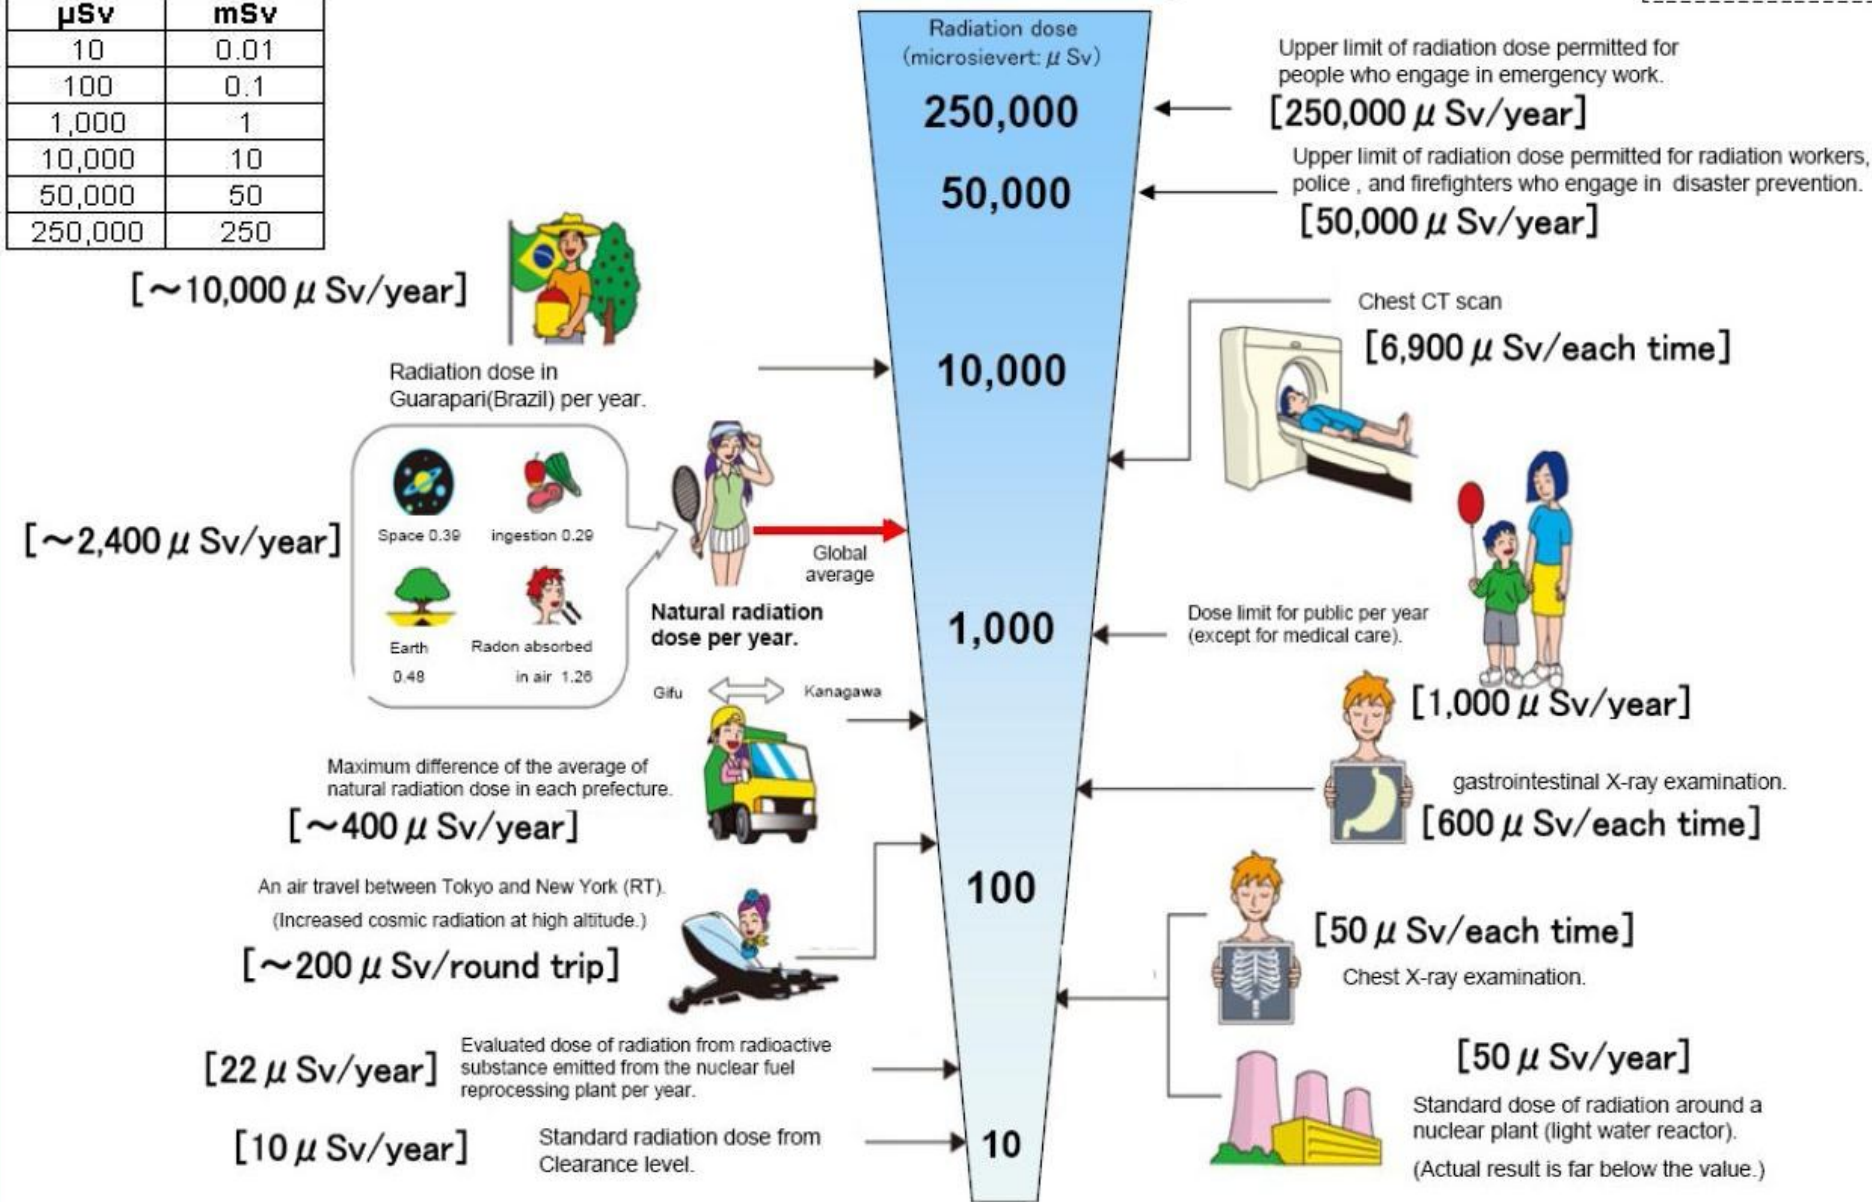 μSv mSv
10 0.01
100 0.1
1,000 1
10,000 10
50,000 50
250,000 250
Radiation dose
(microsievert: μ Sv)
250,000
50,000
10,000
1,000
100
10
[~10,000 μ Sv/year]
Radiation dose in
Guarapari(Brazil) per year.
[~2,400 μ Sv/year]
Space 0.39 ingestion 0.29
Earth Radon absorbed
0.48 in air 1.26
Global
average
Natural radiation
dose per year.
Gifu Kanagawa
Maximum difference of the average of
natural radiation dose in each prefecture.
[~400 μ Sv/year]
An air travel between Tokyo and New York (RT).
(Increased cosmic radiation at high altitude.)
[~200 μ Sv/round trip]
[22 μ Sv/year]
Evaluated dose of radiation from radioactive
substance emitted from the nuclear fuel
reprocessing plant per year.
[10 μ Sv/year]
Standard radiation dose from
Clearance level.
Upper limit of radiation dose permitted for
people who engage in emergency work.
[250,000 μ Sv/year]
Upper limit of radiation dose permitted for radiation workers,
police , and firefighters who engage in disaster prevention.
[50,000 μ Sv/year]
Chest CT scan
[6,900 μ Sv/each time]
Dose limit for public per year
(except for medical care).
[1,000 μ Sv/year]
gastrointestinal X-ray examination.
[600 μ Sv/each time]
[50 μ Sv/each time]
Chest X-ray examination.
[50 μ Sv/year]
Standard dose of radiation around a
nuclear plant (light water reactor).
(Actual result is far below the value.)